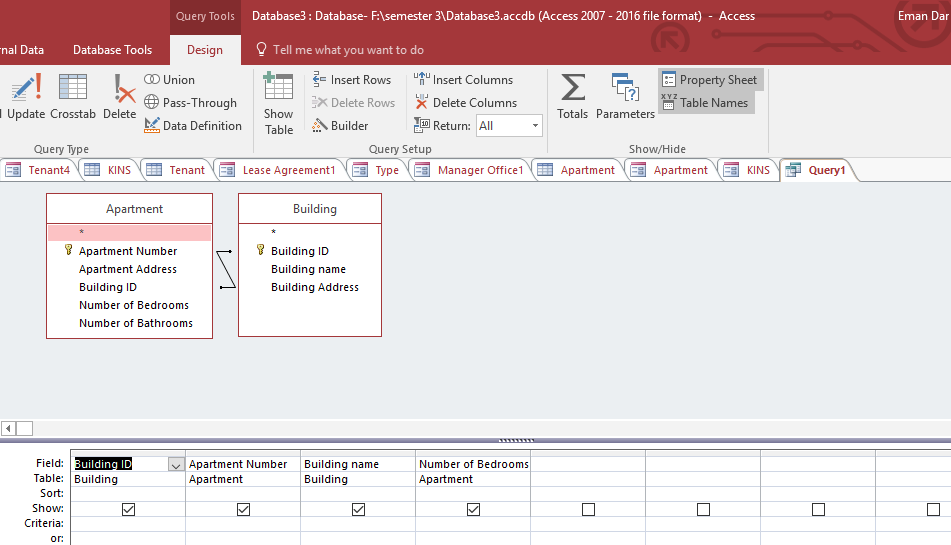 Query Tools Database3 : Database- F:\semester 3\Database3.accdb (Access 2007 - 2016 file format) - Access Eman Dar
nal Data Database Tools Design Tell me what you want to do
Update Crosstab Delete
Union
Pass-Through
Data Definition
Query Type
Show Table
Insert Rows
Delete Rows
Builder
Insert Columns
Delete Columns
Return: All
Query Setup
Totals Parameters
Property Sheet
XYZ Table Names
Show/Hide
Tenant4 KINS Tenant Lease Agreement1 Type Manager Office1 Apartment Apartment KINS Query1
Apartment
*
Apartment Number
Apartment Address
Building ID
Number of Bedrooms
Number of Bathrooms
Building
*
Building ID
Building name
Building Address
Field: Building ID Apartment Number Building name Number of Bedrooms
Table: Building Apartment Building Apartment
Sort:
Show:
Criteria:
or: